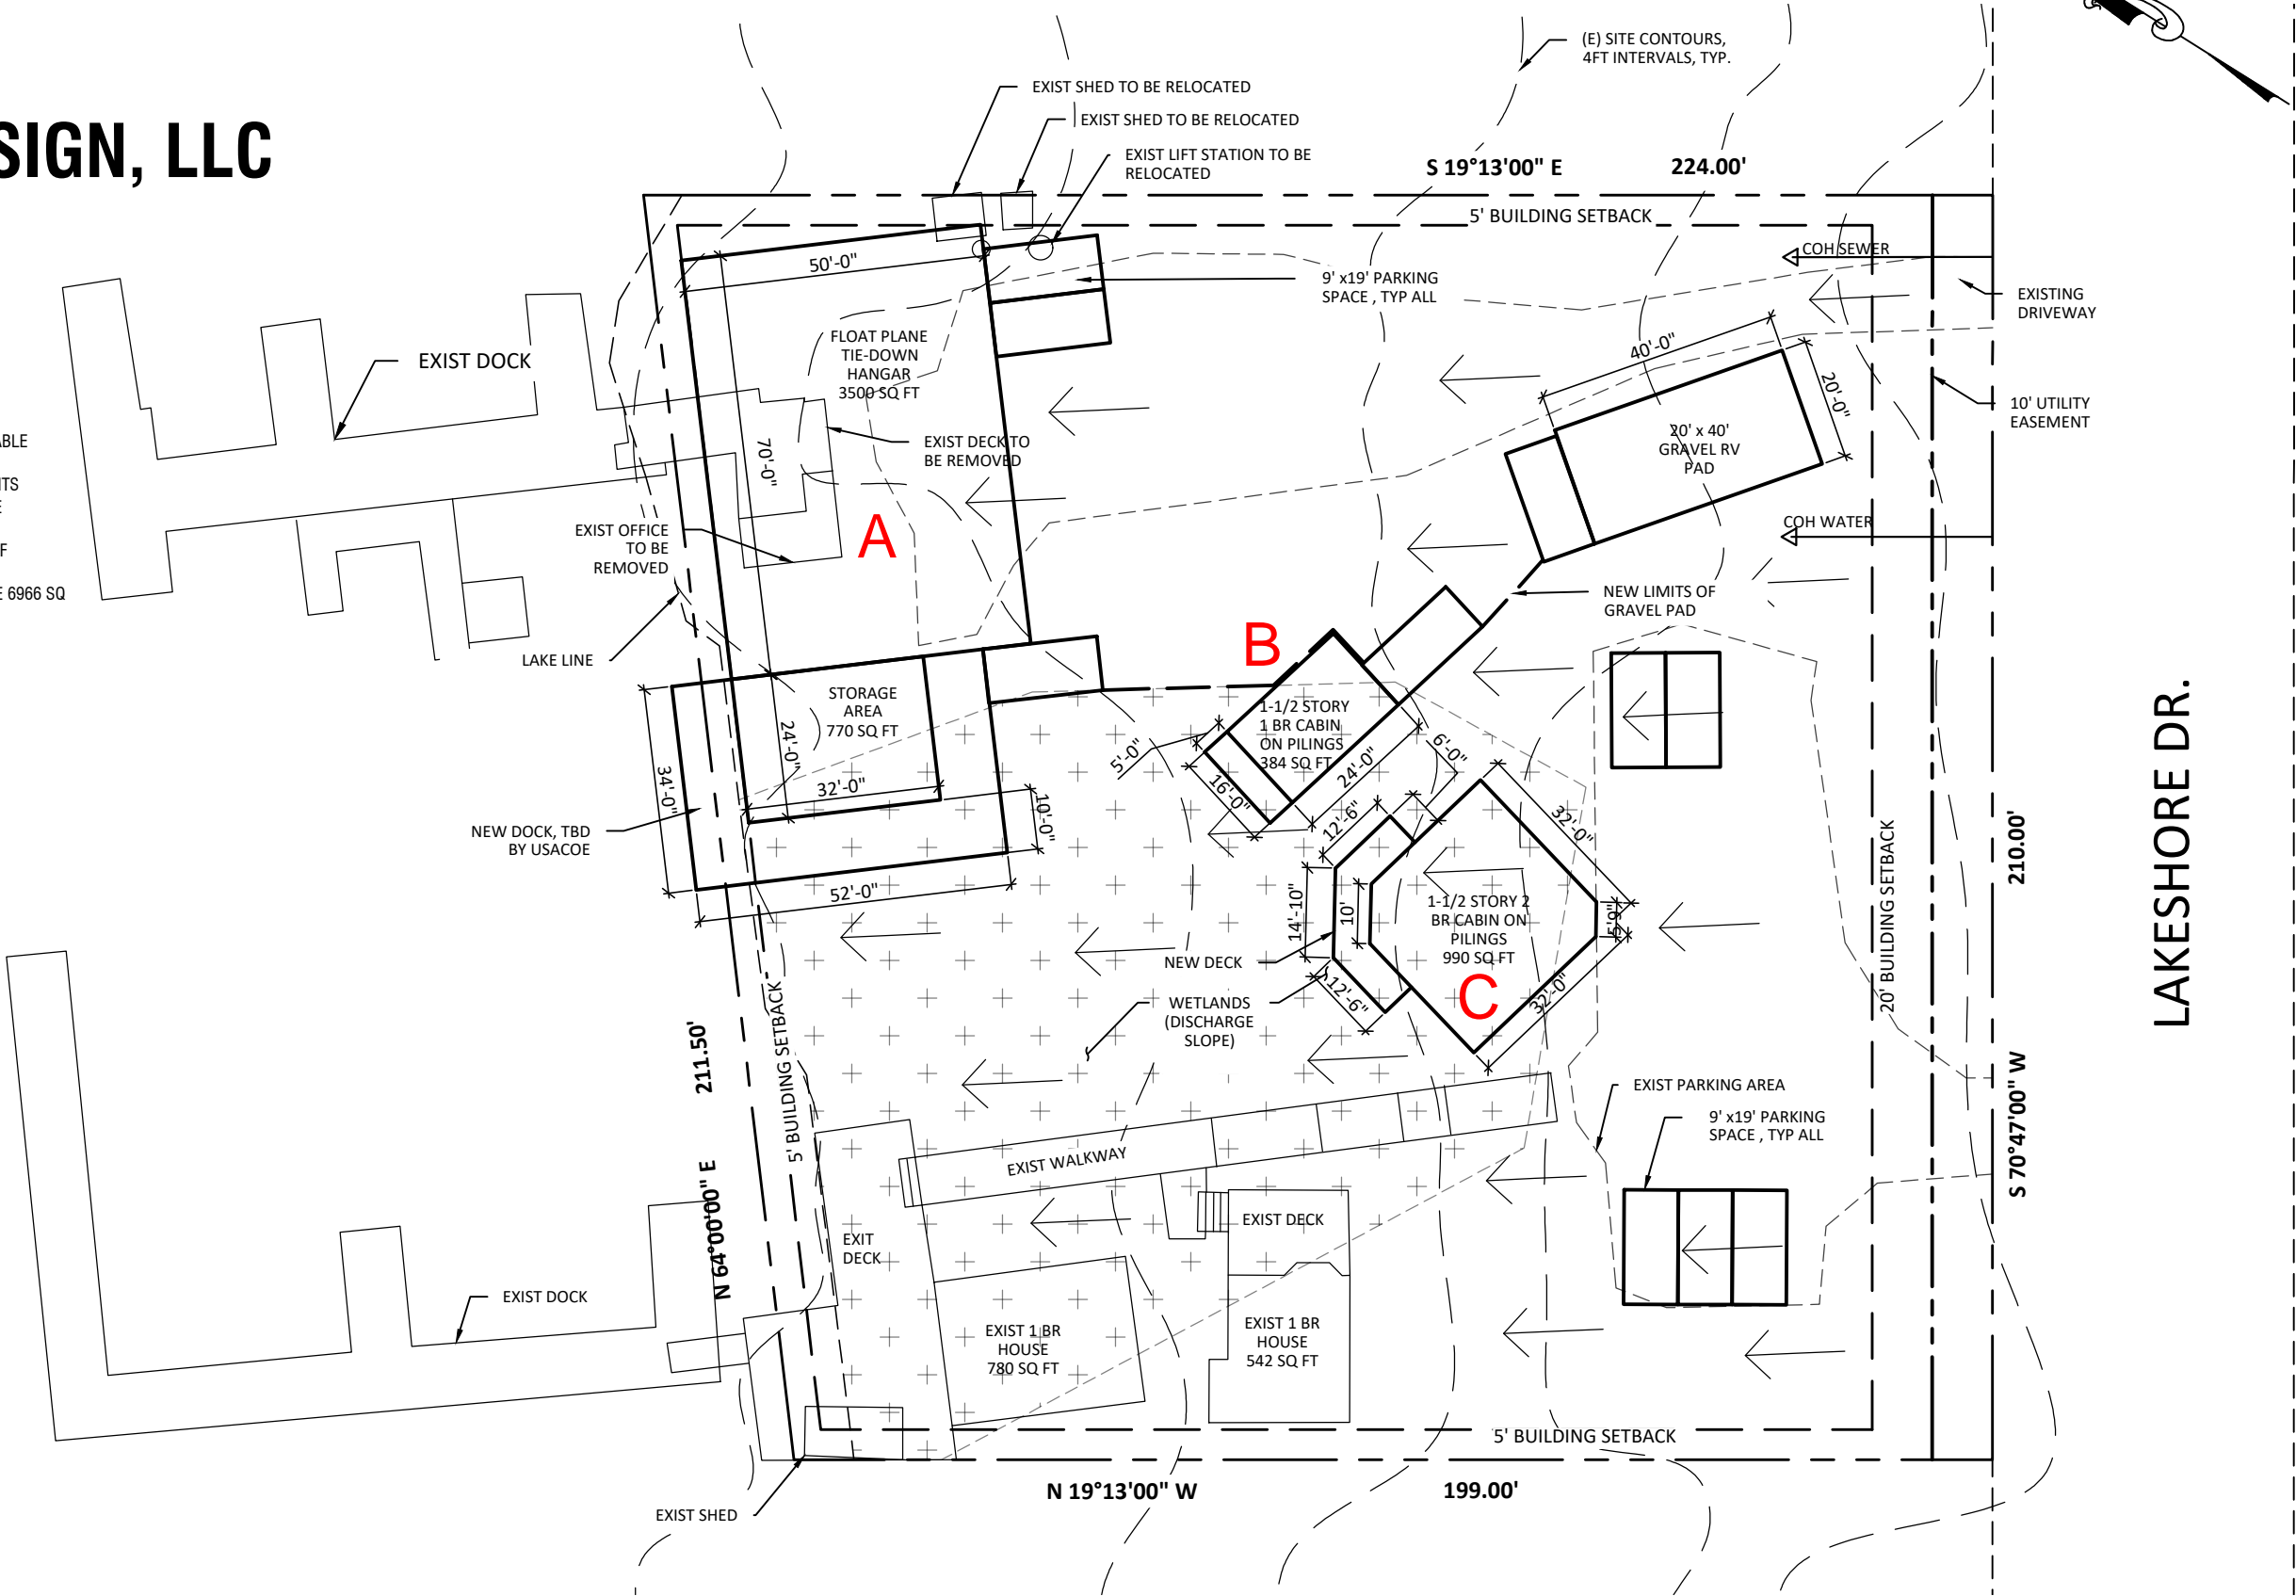 SIGN, LLC
(E) SITE CONTOURS,
4FT INTERVALS, TYP.
EXIST SHED TO BE RELOCATED
EXIST SHED TO BE RELOCATED
EXIST LIFT STATION TO BE
RELOCATED
S 19°13'00" E
224.00'
5' BUILDING SETBACK
COH SEWER
50'-0"
9' x19' PARKING
SPACE , TYP ALL
EXISTING
DRIVEWAY
FLOAT PLANE
TIE-DOWN
HANGAR
3500 SQ FT
EXIST DOCK
40'-0"
20'-0"
10' UTILITY
EASEMENT
ABLE
ITS
E
F
E 6966 SQ
70'-0"
EXIST DECK TO
BE REMOVED
20' x 40'
GRAVEL RV
PAD
EXIST OFFICE
TO BE
REMOVED
A
COH WATER
NEW LIMITS OF
GRAVEL PAD
LAKE LINE
B
STORAGE
AREA
770 SQ FT
1-1/2 STORY
1 BR CABIN
ON PILINGS
384 SQ FT
5'-0"
16'-0"
24'-0"
6'-0"
34'-0"
24'-0"
32'-0"
10'-0"
52'-0"
NEW DOCK, TBD
BY USACOE
12'-6"
32'-0"
14'-10"
10'
1-1/2 STORY 2
BR CABIN ON
PILINGS
990 SQ FT
5'9"
C
32'-0"
12'-6"
NEW DECK
WETLANDS
(DISCHARGE
SLOPE)
20' BUILDING SETBACK
210.00'
LAKESHORE DR.
S 70°47'00" W
211.50'
N 64°00'00" E
5' BUILDING SETBACK
EXIST PARKING AREA
9' x19' PARKING
SPACE , TYP ALL
EXIST WALKWAY
EXIT
DECK
EXIST DECK
EXIST DOCK
EXIST 1 BR
HOUSE
780 SQ FT
EXIST 1 BR
HOUSE
542 SQ FT
5' BUILDING SETBACK
N 19°13'00" W
199.00'
EXIST SHED